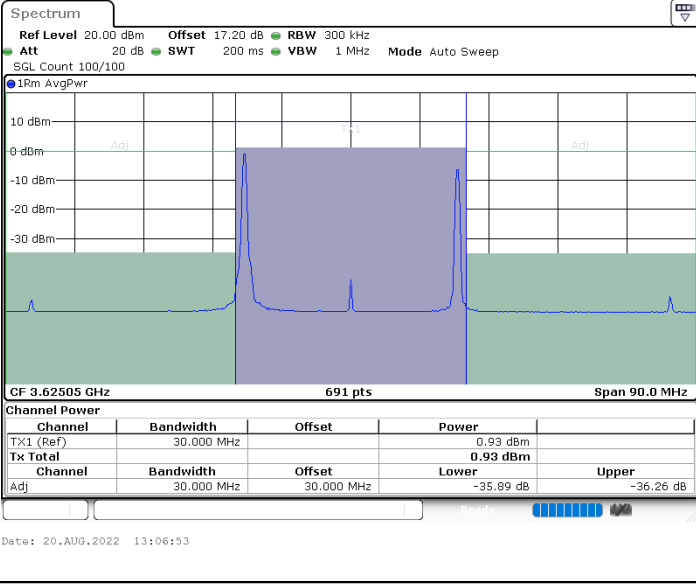 Spectrum
Ref Level 20.00 dBm Offset 17.20 dB RBW 300 kHz
Att 20 dB SWT 200 ms VBW 1 MHz Mode Auto Sweep
SGL Count 100/100
1Rm AvgPwr
10 dBm
Tx1
Adj
Adj
0 dBm
-10 dBm
-20 dBm
-30 dBm
CF 3.62505 GHz 691 pts Span 90.0 MHz
Channel Power
Channel Bandwidth Offset Power
TX1 (Ref) 30.000 MHz 0.93 dBm
Tx Total 0.93 dBm
Channel Bandwidth Offset Lower Upper
Adj 30.000 MHz 30.000 MHz -35.89 dB -36.26 dB
Ready
Date: 20.AUG.2022 13:06:53